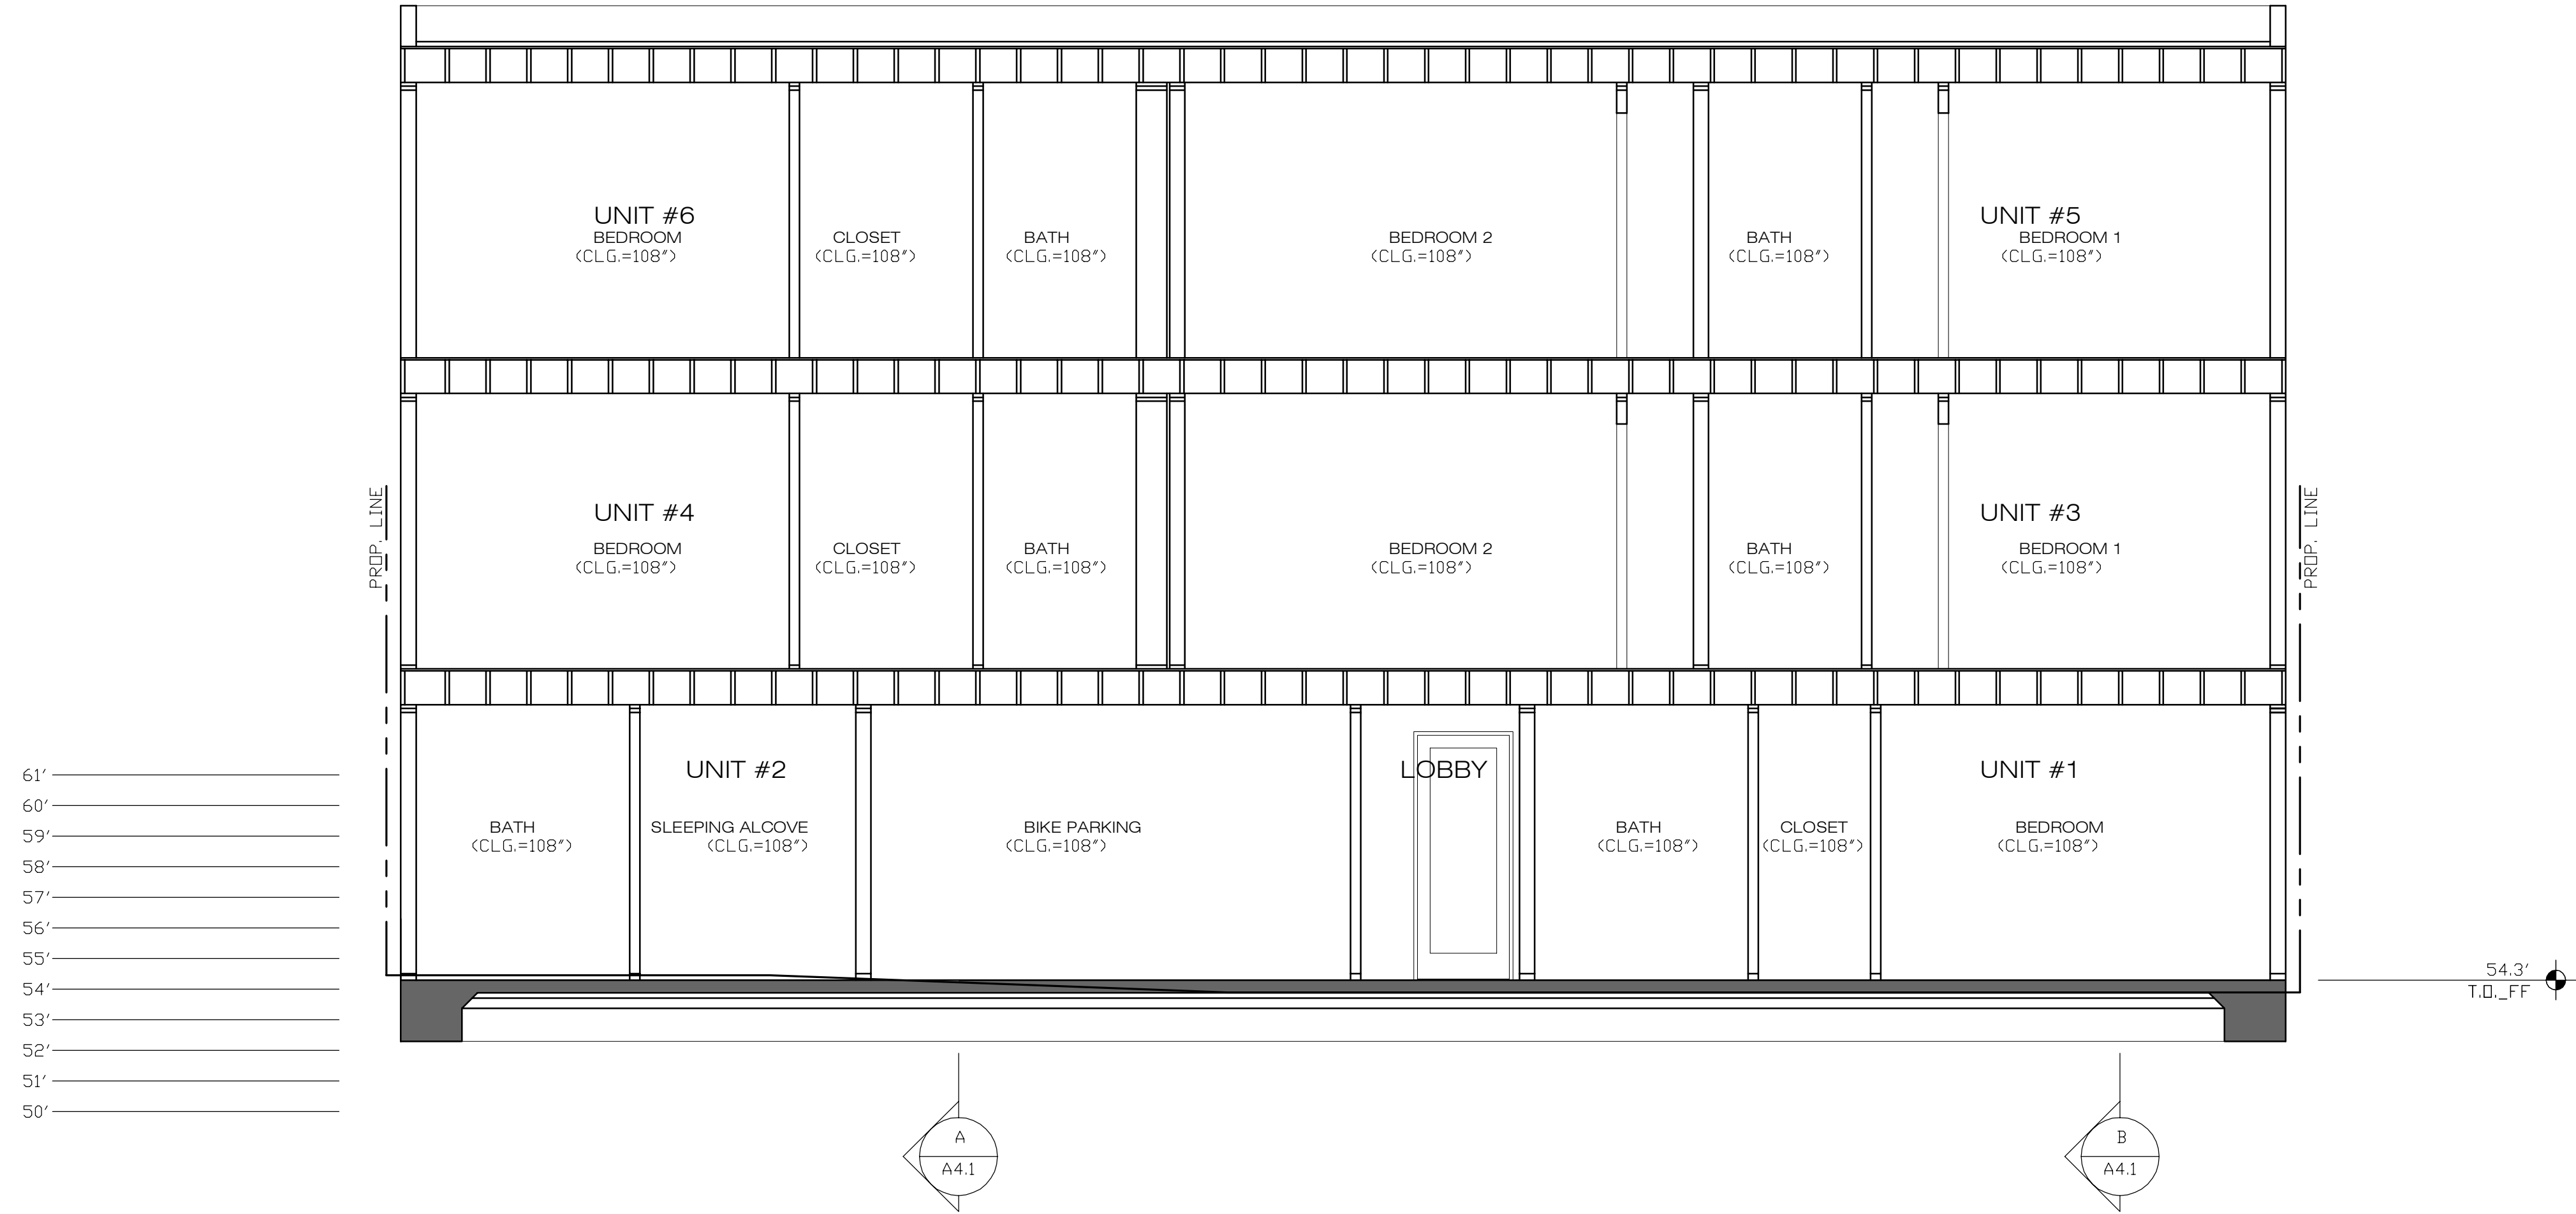 UNIT #6
BEDROOM
(CLG.=108")
CLOSET
(CLG.=108")
BATH
(CLG.=108")
BEDROOM 2
(CLG.=108")
BATH
(CLG.=108")
UNIT #5
BEDROOM 1
(CLG.=108")
PROP. LINE
UNIT #4
BEDROOM
(CLG.=108")
CLOSET
(CLG.=108")
BATH
(CLG.=108")
BEDROOM 2
(CLG.=108")
BATH
(CLG.=108")
UNIT #3
BEDROOM 1
(CLG.=108")
PROP. LINE
61'
60'
59'
58'
57'
56'
55'
54'
53'
52'
51'
50'
BATH
(CLG.=108")
UNIT #2
SLEEPING ALCOVE
(CLG.=108")
BIKE PARKING
(CLG.=108")
LOBBY
BATH
(CLG.=108")
CLOSET
(CLG.=108")
UNIT #1
BEDROOM
(CLG.=108")
54.3'
T.O._FF
A
A4.1
B
A4.1